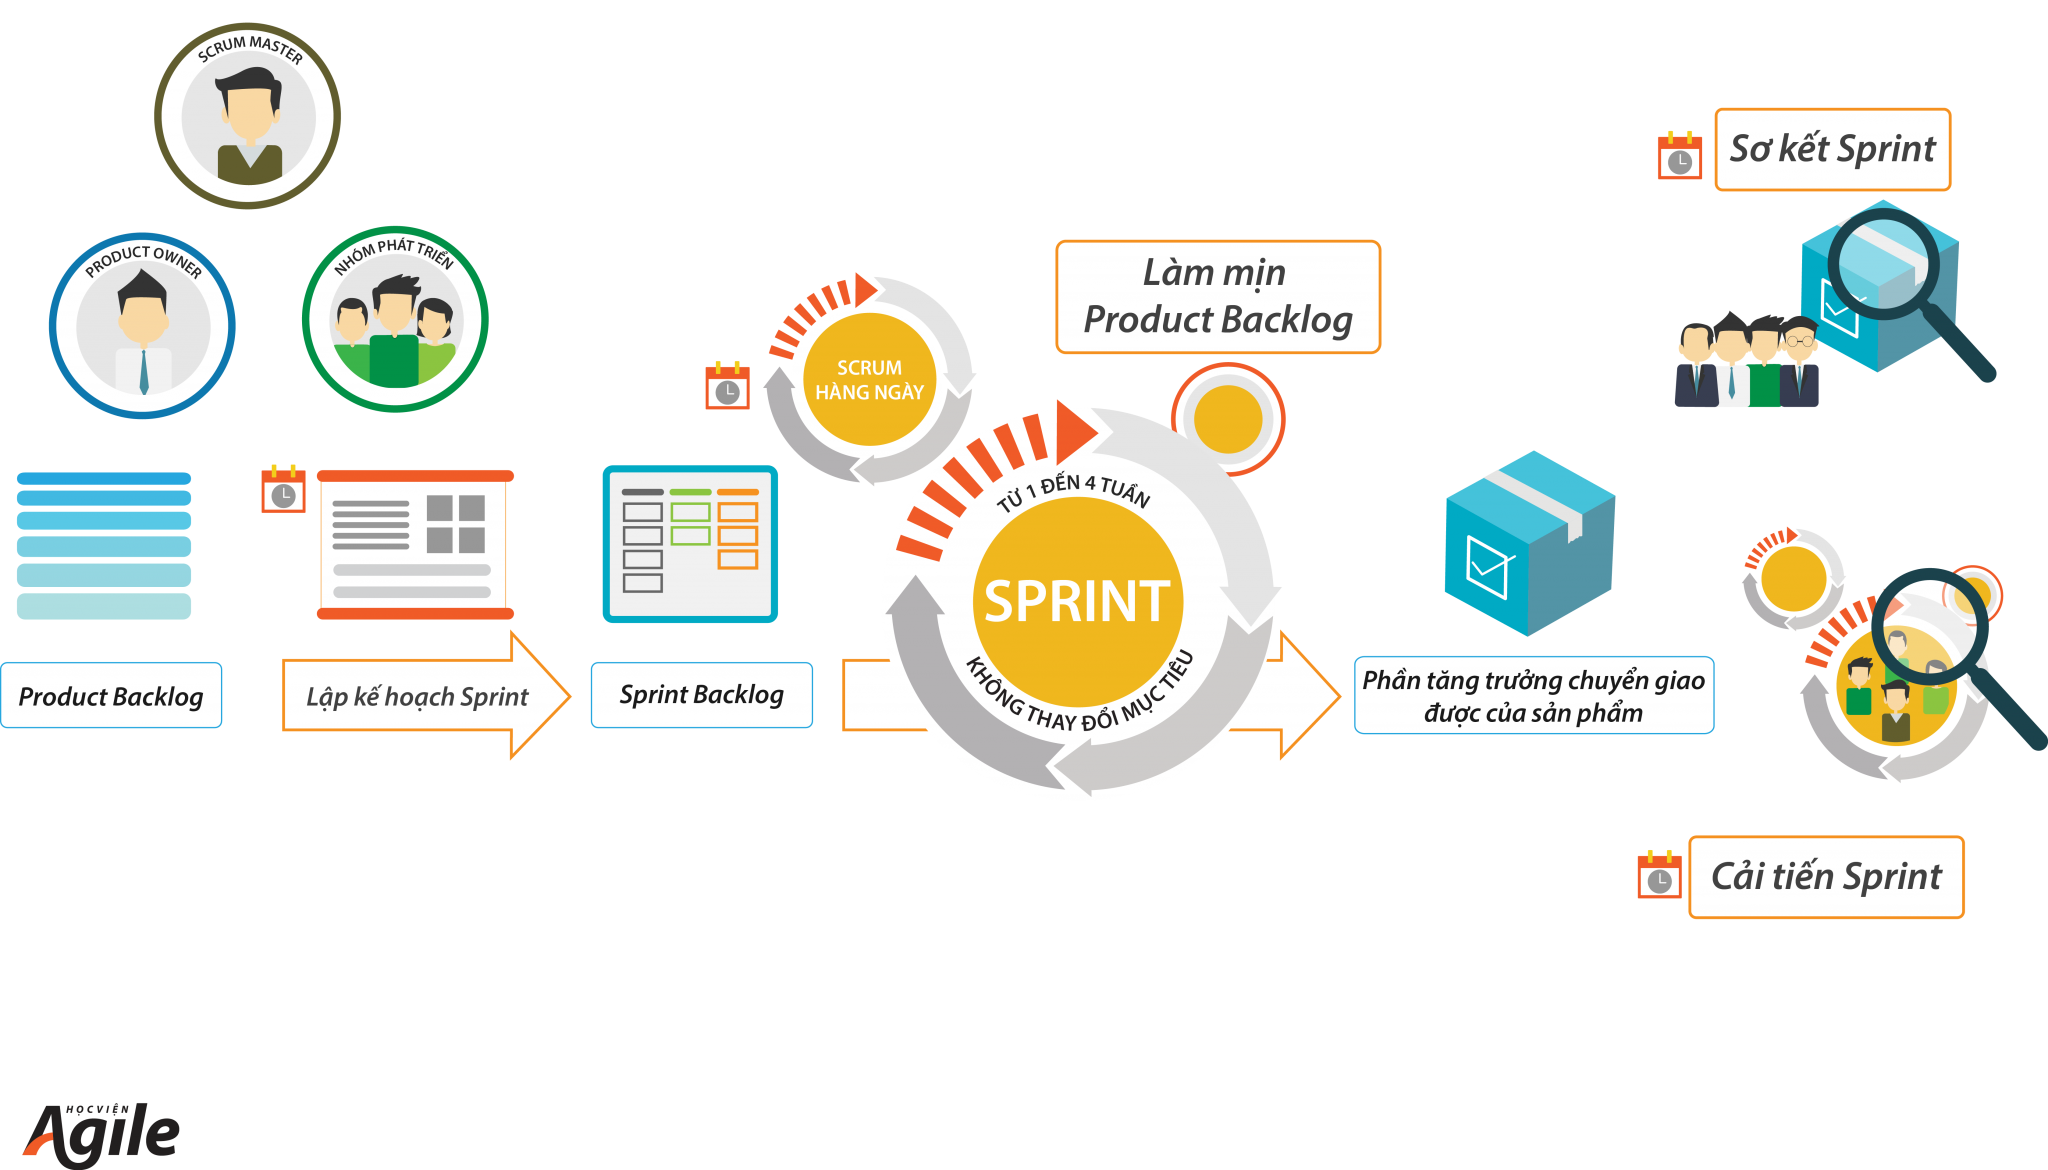 SCRUM MASTER
PRODUCT OWNER
NHÓM PHÁT TRIỂN
Product Backlog
Lập kế hoạch Sprint
Sprint Backlog
SCRUM
HÀNG NGÀY
Làm mịn
Product Backlog
TỪ 1 ĐẾN 4 TUẦN
SPRINT
KHÔNG THAY ĐỔI MỤC TIÊU
Phần tăng trưởng chuyển giao
được của sản phẩm
Sơ kết Sprint
Cải tiến Sprint
HỌC VIỆN
Agile